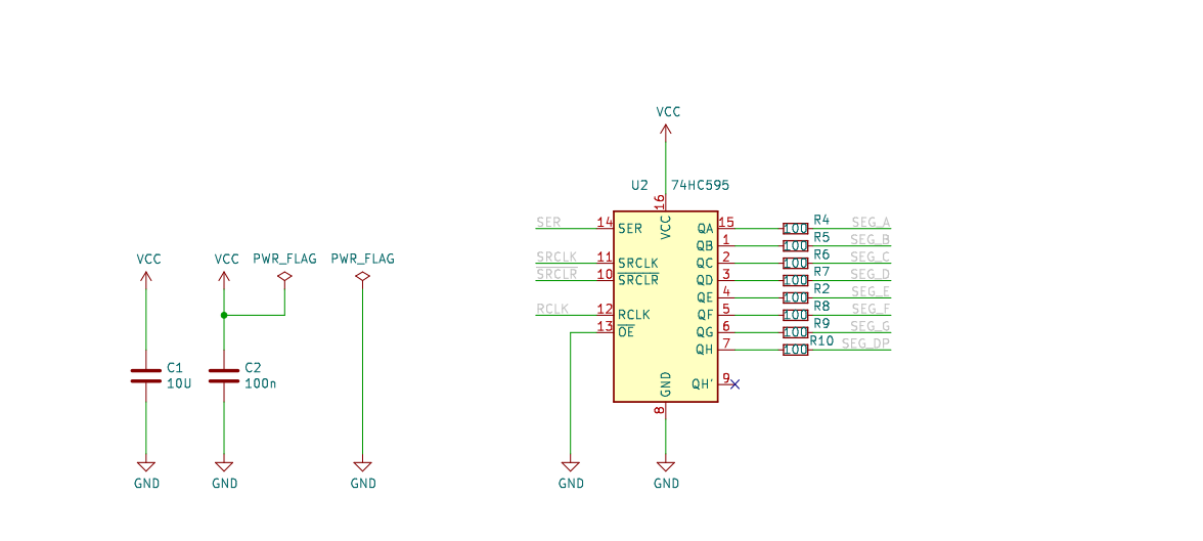 VCC
U2 74HC595
16
VCC
SER 14 SER QA 15 100 R4 SEG_A
QB 1 100 R5 SEG_B
SRCLK 11 SRCLK QC 2 100 R6 SEG_C
SRCLR 10 SRCLR QD 3 100 R7 SEG_D
QE 4 100 R2 SEG_E
RCLK 12 RCLK QF 5 100 R8 SEG_F
13 OE QG 6 100 R9 SEG_G
QH 7 100 R10 SEG_DP
GND QH' 9
8
VCC VCC PWR_FLAG PWR_FLAG
C1 C2
10U 100n
GND GND GND GND GND